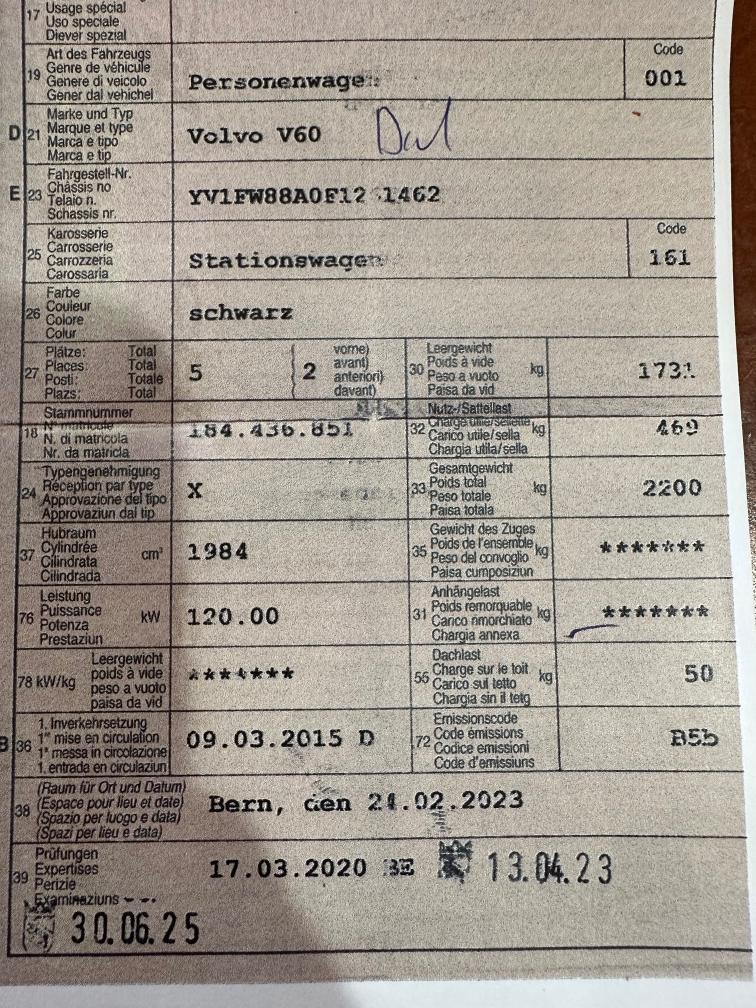 17 Usage spécial
Uso speciale
Diever spezial
19 Art des Fahrzeugs
Genre de véhicule
Genere di veicolo
Gener dal vehichel
Personenwagen
Code
001
D 21 Marke und Typ
Marque et type
Marca e tipo
Marca e tip
Volvo V60
E 23 Fahrgestell-Nr.
Châssis no
Telaio n.
Schassis nr.
YV1FW88A0F12 1462
25 Karosserie
Carrosserie
Carrozzeria
Carossaria
Stationswagen
Code
161
26 Farbe
Couleur
Colore
Colur
schwarz
27 Plätze: Total
Places: Total
Posti: Totale
Plazs: Total
5
2
vorne)
avant)
anteriori)
davant)
30 Leergewicht
Poids à vide
Peso a vuoto
Paisa da vid
kg
1731
18 Stammnummer
N° matricule
N. di matricola
Nr. da matricla
184.436.851
32 Nutz-/Sattellast
Charge utile/sellette
Carico utile/sella
Chargia utila/sella
kg
469
24 Typengenehmigung
Réception par type
Approvazione del tipo
Approvaziun dal tip
X
33 Gesamtgewicht
Poids total
Peso totale
Paisa totala
kg
2200
37 Hubraum
Cylindrée
Cilindrata
Cilindrada
cm³
1984
35 Gewicht des Zuges
Poids de l'ensemble
Peso del convoglio
Paisa cumposiziun
kg
*******
76 Leistung
Puissance
Potenza
Prestaziun
kW
120.00
31 Anhängelast
Poids remorquable
Carico rimorchiato
Chargia annexa
kg
*******
78 kW/kg
Leergewicht
poids à vide
peso a vuoto
paisa da vid
*******
55 Dachlast
Charge sur le toit
Carico sul tetto
Chargia sin il tetg
kg
50
B 36 1. Inverkehrsetzung
1re mise en circulation
1a messa in circolazione
1. entrada en circulaziun
09.03.2015 D
72 Emissionscode
Code émissions
Codice emissioni
Code d'emissiuns
B5b
38 (Raum für Ort und Datum)
(Espace pour lieu et date)
(Spazio per luogo e data)
(Spazi per lieu e data)
Bern, den 21.02.2023
39 Prüfungen
Expertises
Perizie
Examinaziuns
17.03.2020 BE
13.04.23
30.06.25